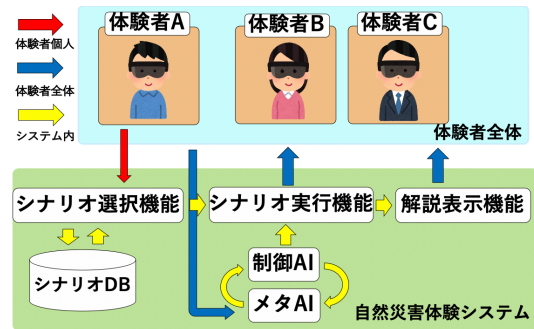 体験者個人
体験者全体
システム内
体験者A
体験者B
体験者C
体験者全体
シナリオ選択機能
シナリオ実行機能
解説表示機能
シナリオDB
制御AI
メタAI
自然災害体験システム